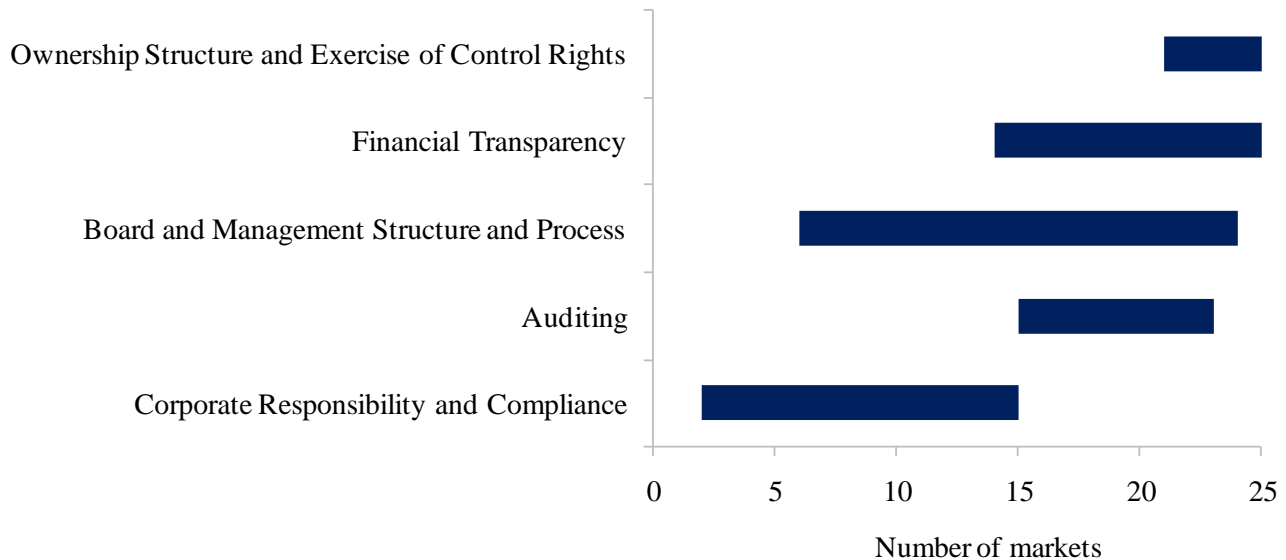 Ownership Structure and Exercise of Control Rights
Financial Transparency
Board and Management Structure and Process
Auditing
Corporate Responsibility and Compliance
0 5 10 15 20 25
Number of markets